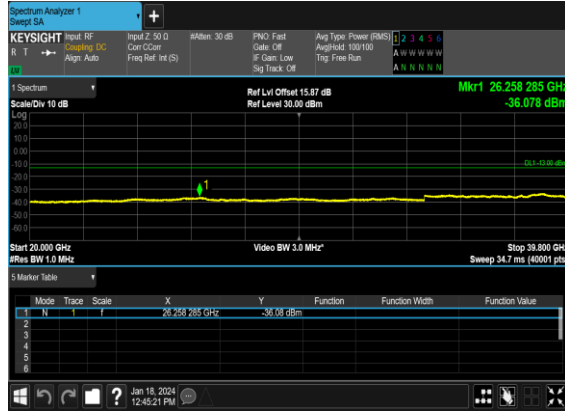 Spectrum Analyzer 1
Swept SA
+
KEYSIGHT Input: RF Input Z: 50 Ω #Atten: 30 dB PNO: Fast Avg Type: Power (RMS) 1 2 3 4 5 6
R T Coupling: DC Corr CCorr Gate: Off Avg|Hold: 100/100 A W W W W W
Align: Auto Freq Ref: Int (S) IF Gain: Low Trig: Free Run
Sig Track: Off A N N N N N
1 Spectrum Ref Lvl Offset 15.87 dB Mkr1 26.258 285 GHz
Scale/Div 10 dB Ref Level 30.00 dBm -36.078 dBm
Log
20.0
10.0
0.00
-10.0
DL1 -13.00 dBm
-20.0
-30.0
1
-40.0
-50.0
-60.0
Start 20.000 GHz Video BW 3.0 MHz* Stop 39.800 GHz
#Res BW 1.0 MHz Sweep 34.7 ms (40001 pts)
5 Marker Table
Mode Trace Scale X Y Function Function Width Function Value
1 N 1 f 26.258 285 GHz -36.08 dBm
2
3
4
5
6
? Jan 18, 2024
12:45:21 PM